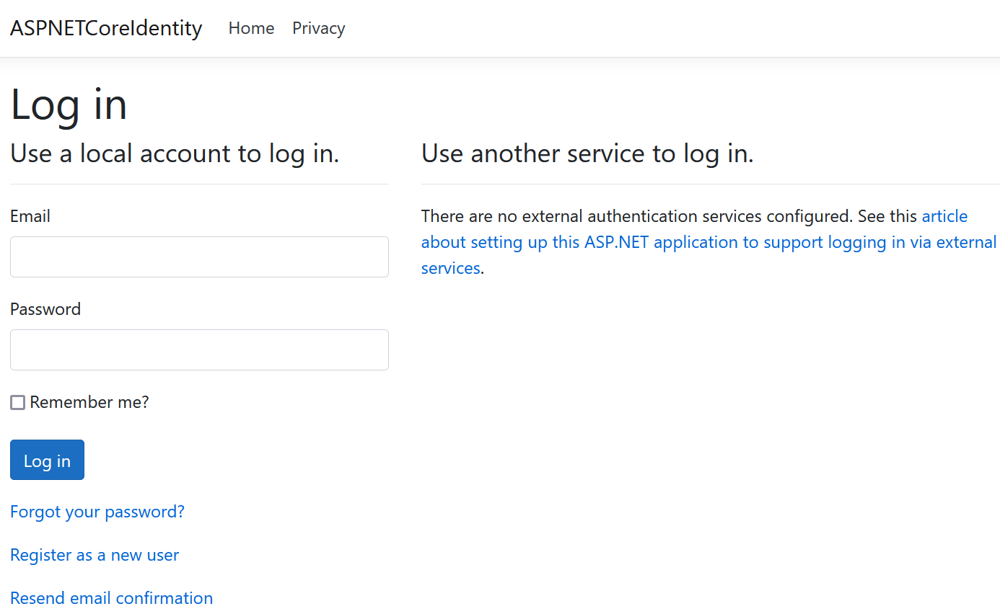 ASPNETCoreIdentity Home Privacy
Log in
Use a local account to log in.
Email
Password
Remember me?
Log in
Forgot your password?
Register as a new user
Resend email confirmation
Use another service to log in.
There are no external authentication services configured. See this article
about setting up this ASP.NET application to support logging in via external
services.